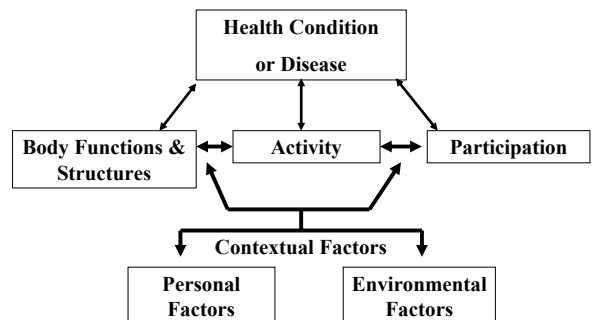 Health Condition
or Disease
Body Functions &
Structures
Activity
Participation
Contextual Factors
Personal
Factors
Environmental
Factors